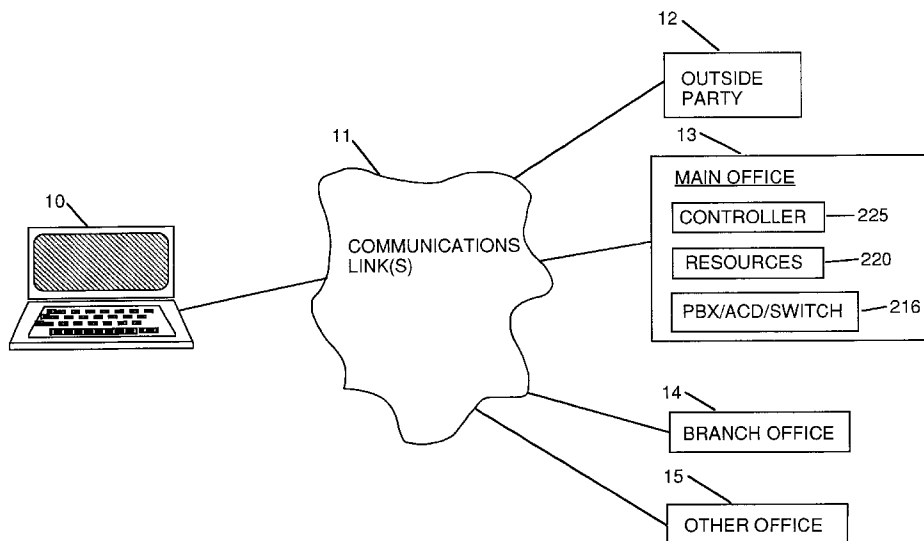 12
OUTSIDE
PARTY
13
11
MAIN OFFICE
10
CONTROLLER
225
COMMUNICATIONS
LINK(S)
RESOURCES
220
PBX/ACD/SWITCH
216
14
BRANCH OFFICE
15
OTHER OFFICE